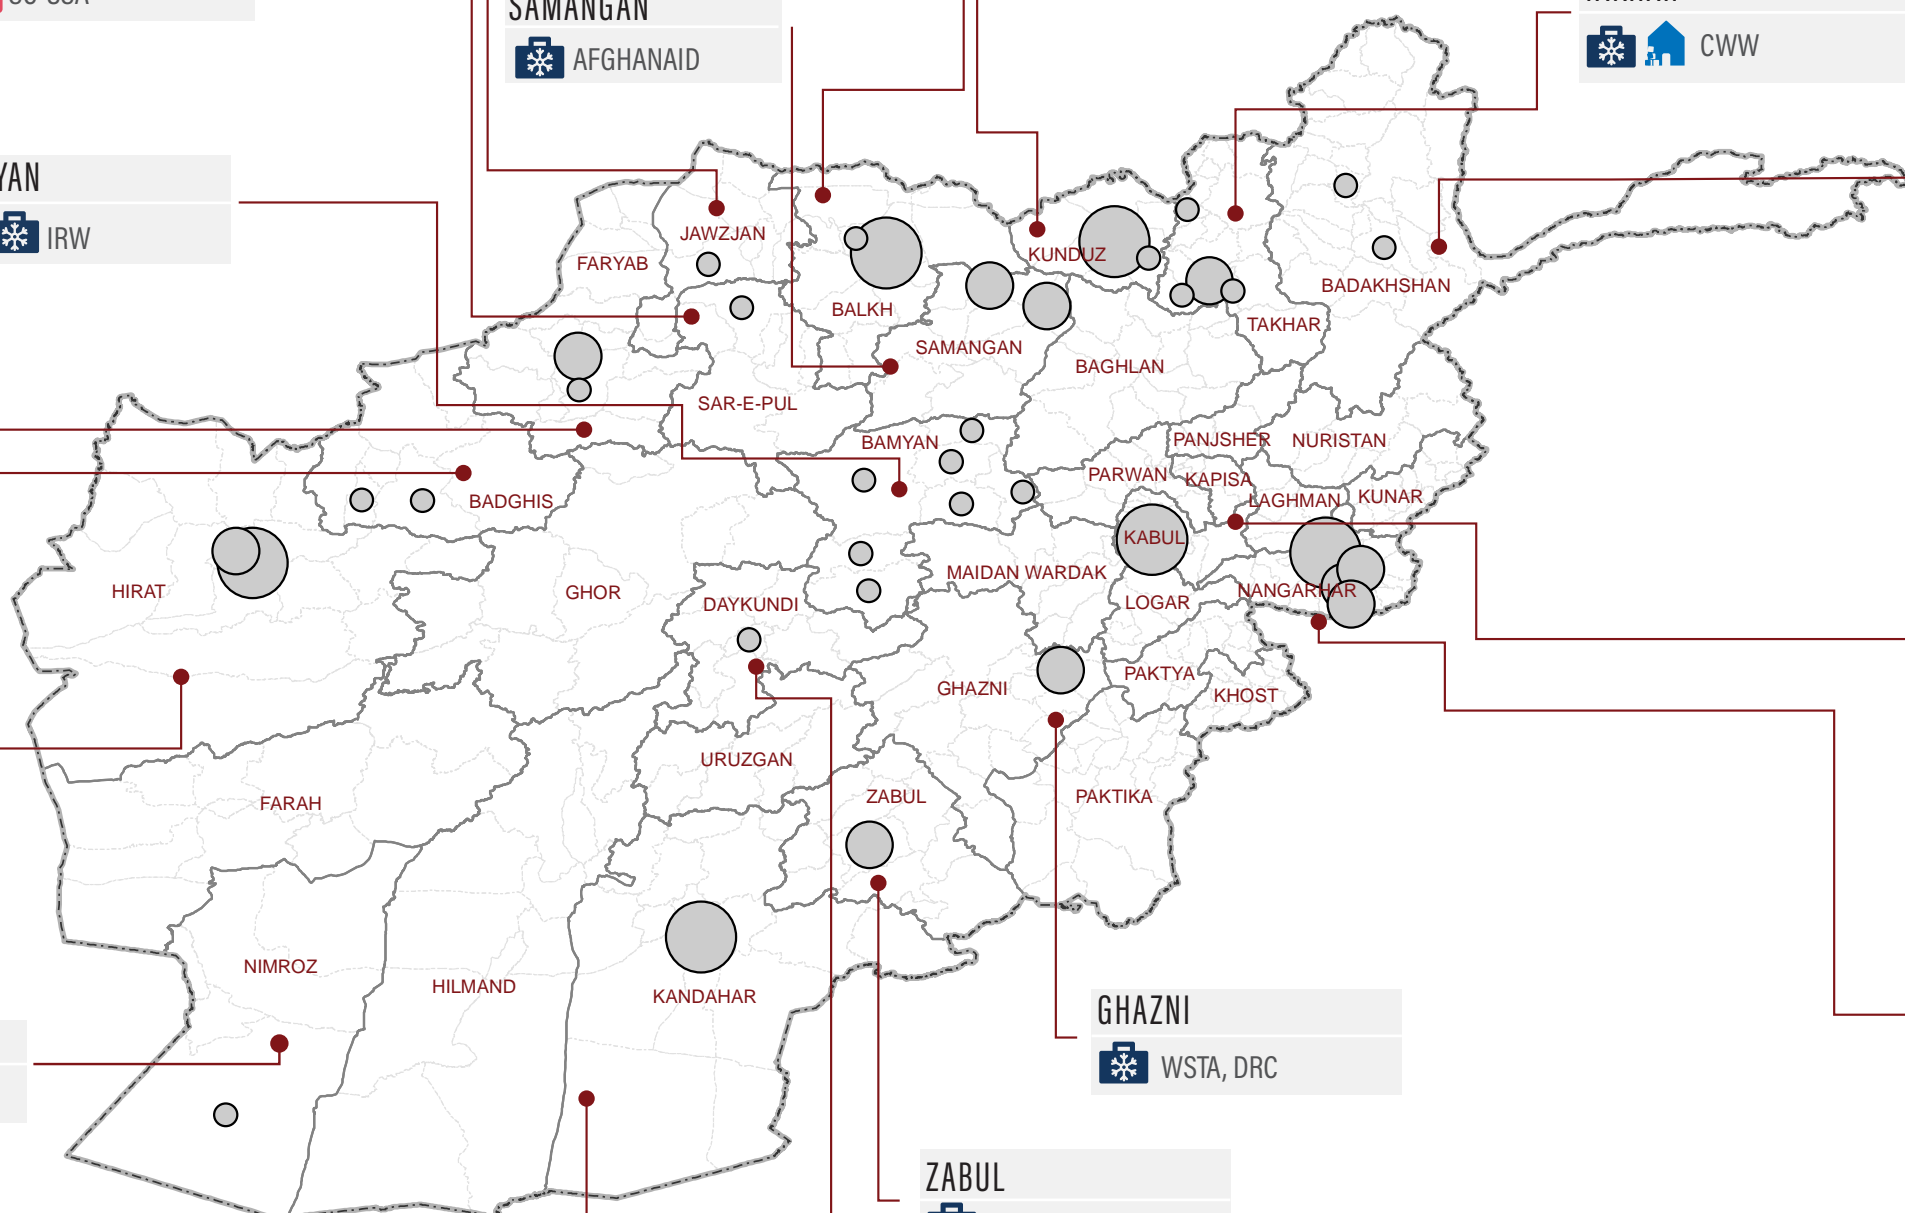 SAMANGAN
AFGHANAID
CWW
YAN
IRW
JAWZJAN
FARYAB
KUNDUZ
BADAKHSHAN
BALKH
TAKHAR
SAMANGAN
BAGHLAN
SAR-E-PUL
BAMYAN
PANJSHER
NURISTAN
PARWAN
KAPISA
BADGHIS
LAGHMAN
KUNAR
KABUL
MAIDAN WARDAK
HIRAT
GHOR
DAYKUNDI
LOGAR
NANGARHAR
GHAZNI
PAKTYA
KHOST
URUZGAN
FARAH
ZABUL
PAKTIKA
NIMROZ
HILMAND
KANDAHAR
GHAZNI
WSTA, DRC
ZABUL